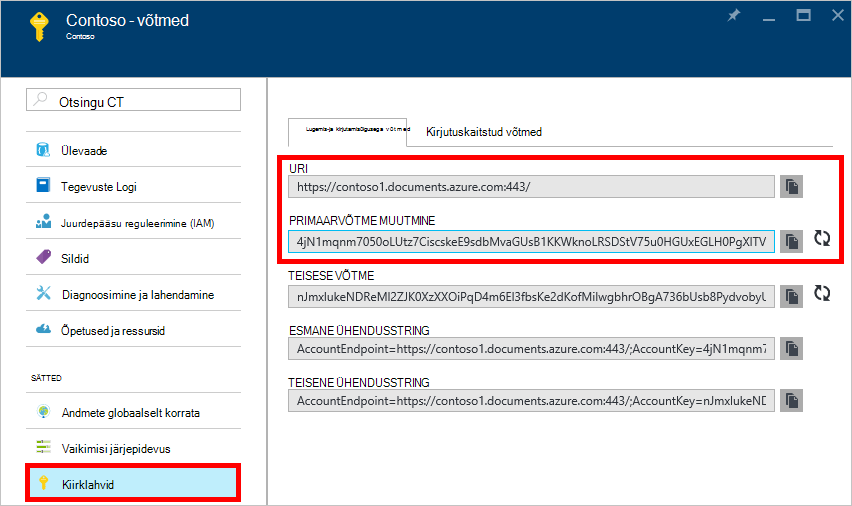 Contoso - võtmed
Contoso
Otsingu CT
Ülevaade
Tegevuste Logi
Juurdepääsu reguleerimine (IAM)
Sildid
Diagnoosimine ja lahendamine
Õpetused ja ressursid
SÄTTED
Andmete globaalselt korrata
Vaikimisi järjepidevus
Kiirklahvid
Lugemis-ja kirjutamisõigusega võtmed
Kirjutuskaitstud võtmed
URI
https://contoso1.documents.azure.com:443/
PRIMAARVÕTME MUUTMINE
4jN1mqnm7050oLUtz7CiscskeE9sdbMvaGUsB1KKWknoLRSDStV75u0HGUxEGLH0PgXlTV
TEISESE VÕTME
nJmxlukeNDReMl2ZJK0XzXXOiPqD4m6El3fbsKe2dKofMilwgbhrOBgA736bUsb8PydvobyU
ESMANE ÜHENDUSSTRING
AccountEndpoint=https://contoso1.documents.azure.com:443/;AccountKey=4jN1mqnm7
TEISENE ÜHENDUSSTRING
AccountEndpoint=https://contoso1.documents.azure.com:443/;AccountKey=nJmxlukeND